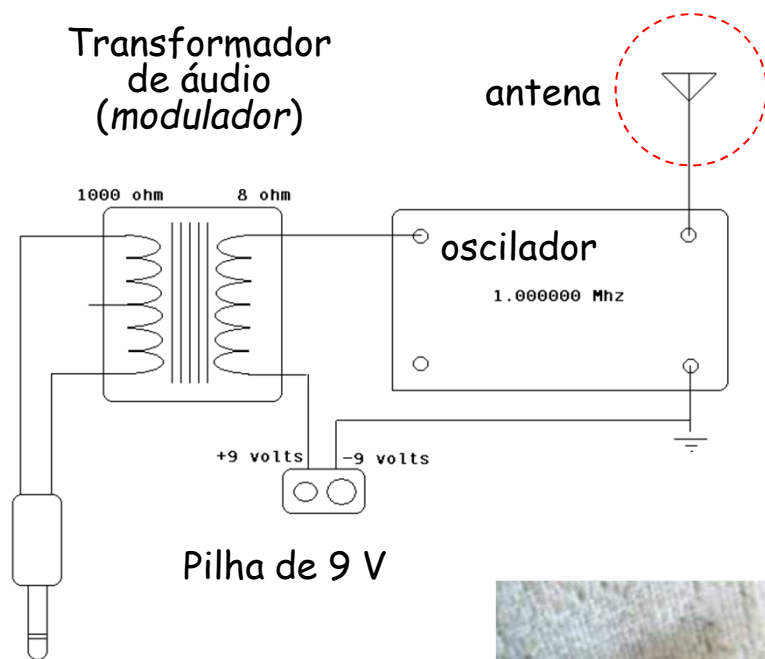 Transformador
de áudio
(modulador)
antena
1000 ohm
8 ohm
oscilador
1.000000 Mhz
+9 volts
-9 volts
Pilha de 9 V